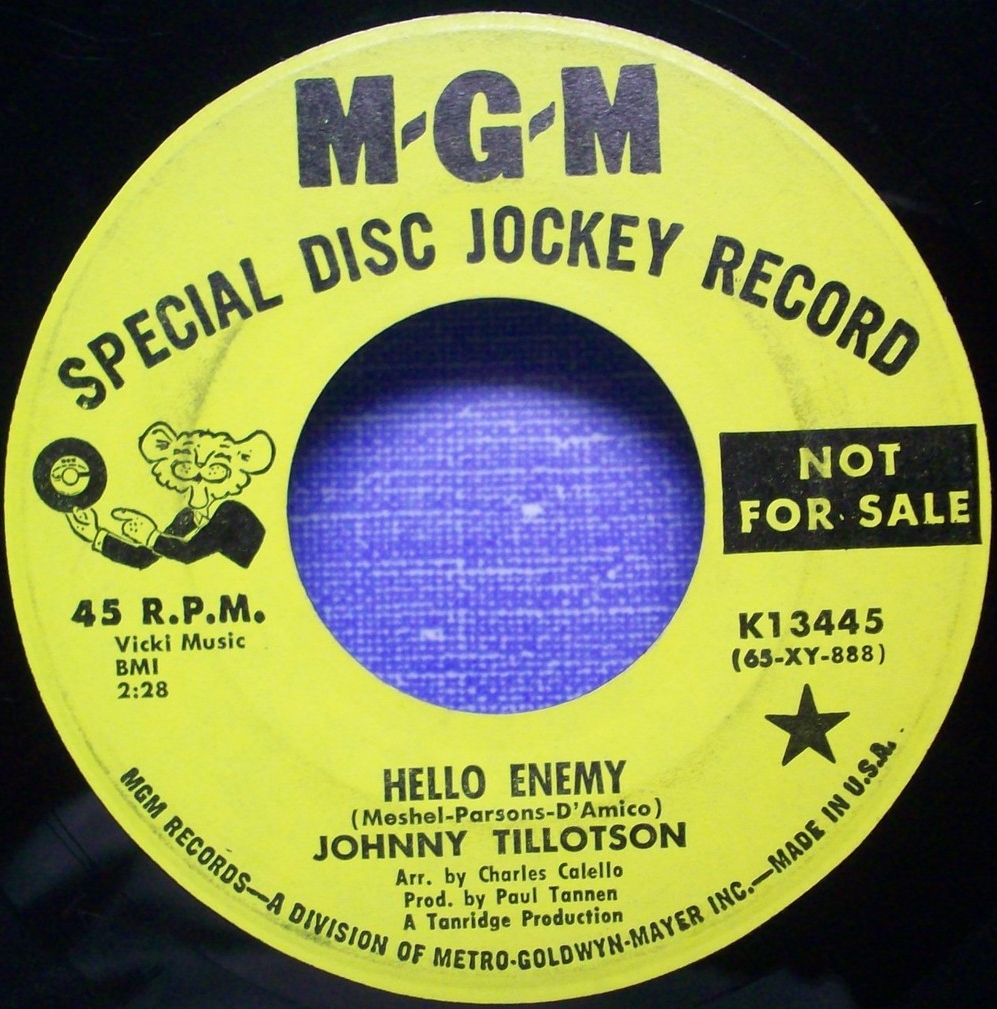 M-G-M
SPECIAL DISC JOCKEY RECORD
NOT
FOR SALE
45 R.P.M.
Vicki Music
BMI
2:28
K13445
(65-XY-888)
HELLO ENEMY
(Meshel-Parsons-D'Amico)
JOHNNY TILLOTSON
Arr. by Charles Calello
Prod. by Paul Tannen
A Tanridge Production
MGM RECORDS—A DIVISION OF METRO-GOLDWYN-MAYER INC.—MADE IN U.S.A.